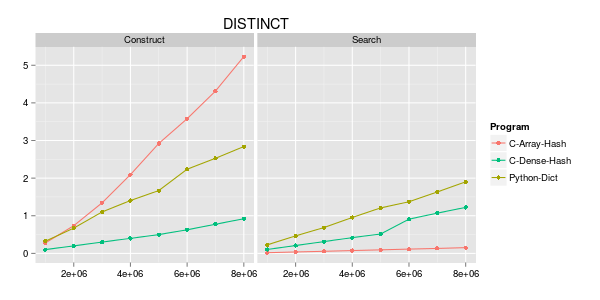 DISTINCT
Construct
Search
5
4
3
2
1
0
2e+06 4e+06 6e+06 8e+06
2e+06 4e+06 6e+06 8e+06
Program
C-Array-Hash
C-Dense-Hash
Python-Dict